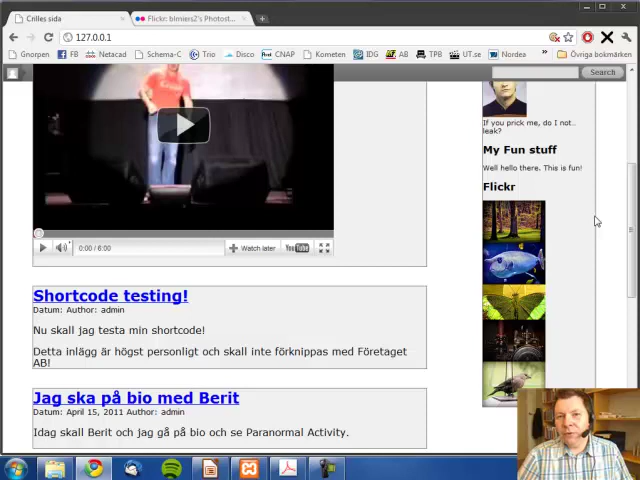 Crilles sida
Flickr: blmiers2's Photost...
127.0.0.1
Gnorpen
FB
Netacad
Schema-C
Trio
Disco
CNAP
Kometen
IDG
AB
TPB
UT.se
Nordea
Övriga bokmärken
Search
If you prick me, do I not..
leak?
My Fun stuff
Well hello there. This is fun!
Flickr
0:00 / 6:00
Watch later
YouTube
Shortcode testing!
Datum: Author: admin
Nu skall jag testa min shortcode!
Detta inlägg är högst personligt och skall inte förknippas med Företaget
AB!
Jag ska på bio med Berit
Datum: April 15, 2011 Author: admin
Idag skall Berit och jag gå på bio och se Paranormal Activity.